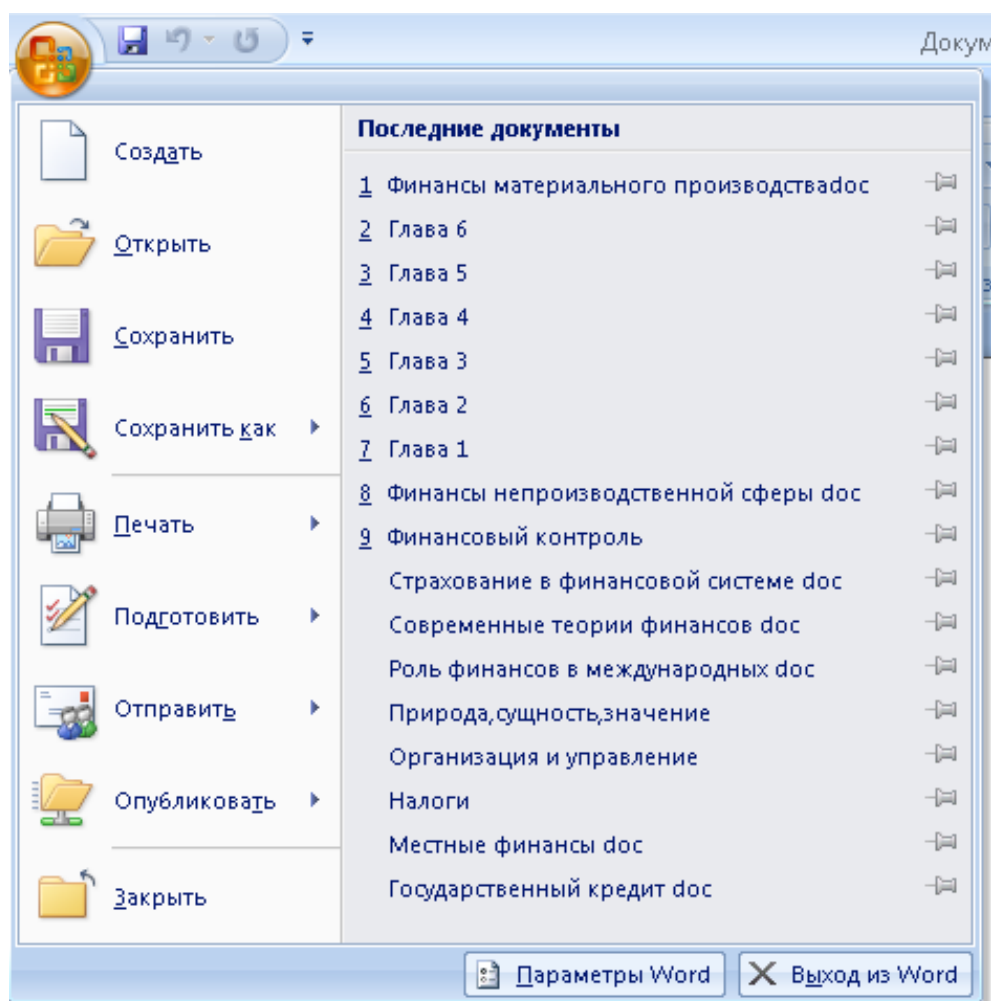 Докум
Создать
Открыть
Сохранить
Сохранить как
Печать
Подготовить
Отправить
Опубликовать
Закрыть
Последние документы
1 Финансы материального производстваdoc
2 Глава 6
3 Глава 5
4 Глава 4
5 Глава 3
6 Глава 2
7 Глава 1
8 Финансы непроизводственной сферы doc
9 Финансовый контроль
Страхование в финансовой системе doc
Современные теории финансов doc
Роль финансов в международных doc
Природа,сущность,значение
Организация и управление
Налоги
Местные финансы doc
Государственный кредит doc
Параметры Word
Выход из Word